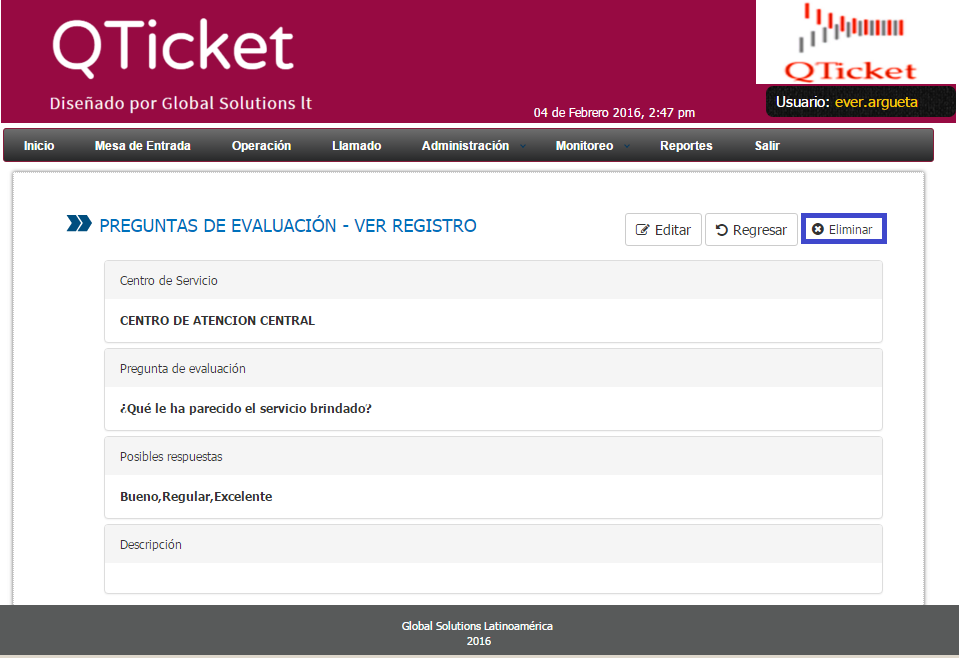 QTicket
Diseñado por Global Solutions lt
QTicket
04 de Febrero 2016, 2:47 pm
Usuario: ever.argueta
Inicio Mesa de Entrada Operación Llamado Administración Monitoreo Reportes Salir
PREGUNTAS DE EVALUACIÓN - VER REGISTRO
Editar Regresar Eliminar
Centro de Servicio
CENTRO DE ATENCION CENTRAL
Pregunta de evaluación
¿Qué le ha parecido el servicio brindado?
Posibles respuestas
Bueno,Regular,Excelente
Descripción
Global Solutions Latinoamérica
2016